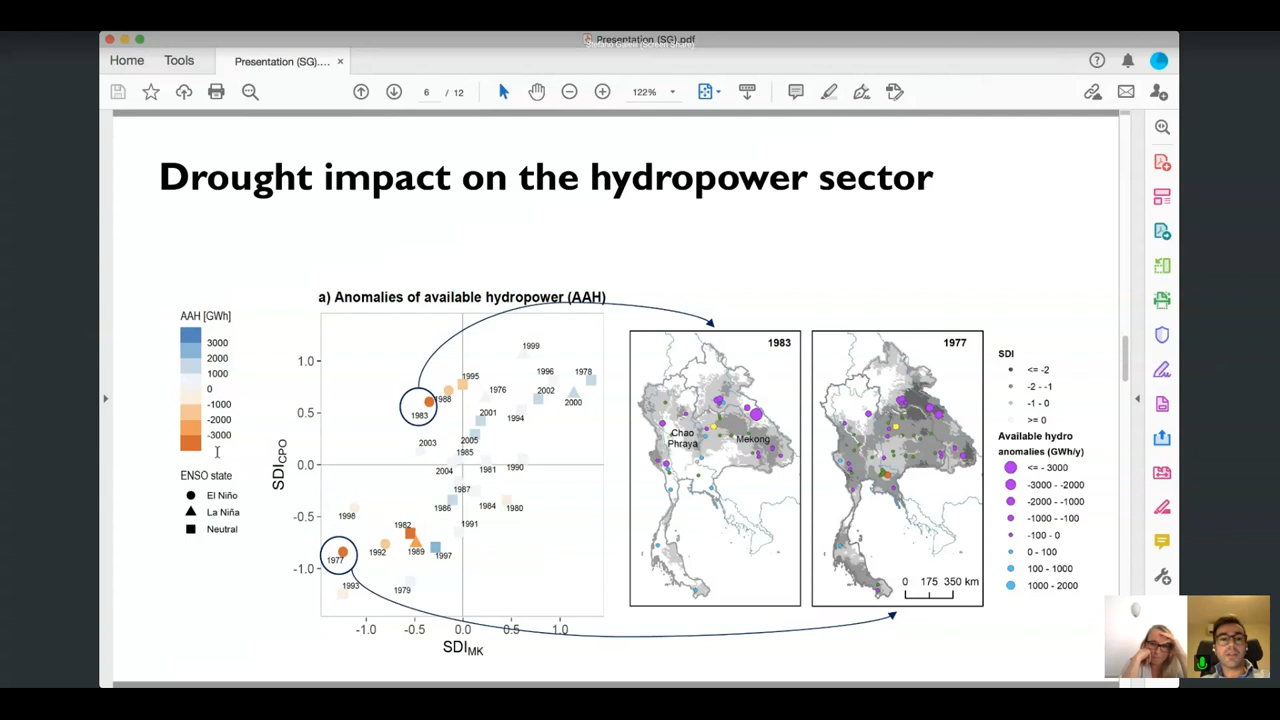 Presentation (SG).pdf
Stefano Galelli (Screen Share)
Home Tools Presentation (SG).... ×
6 / 12 122%
Drought impact on the hydropower sector
a) Anomalies of available hydropower (AAH)
AAH [GWh]
3000
2000
1000
0
-1000
-2000
-3000
ENSO state
El Niño
La Niña
Neutral
SDICPO
1.0
0.5
0.0
-0.5
-1.0
1999
1995
1996
1978
1988
1976
2002
2000
1983
2001
1994
2003
2005
1985
2004
1981
1990
1987
1986
1984
1980
1998
1982
1991
1977
1992
1989
1997
1993
1979
-1.0 -0.5 0.0 0.5 1.0
SDIMK
1983
Chao
Phraya
Mekong
1977
0 175 350 km
SDI
<= -2
-2 - -1
-1 - 0
>= 0
Available hydro
anomalies (GWh/y)
<= - 3000
-3000 - -2000
-2000 - -1000
-1000 - -100
-100 - 0
0 - 100
100 - 1000
1000 - 2000